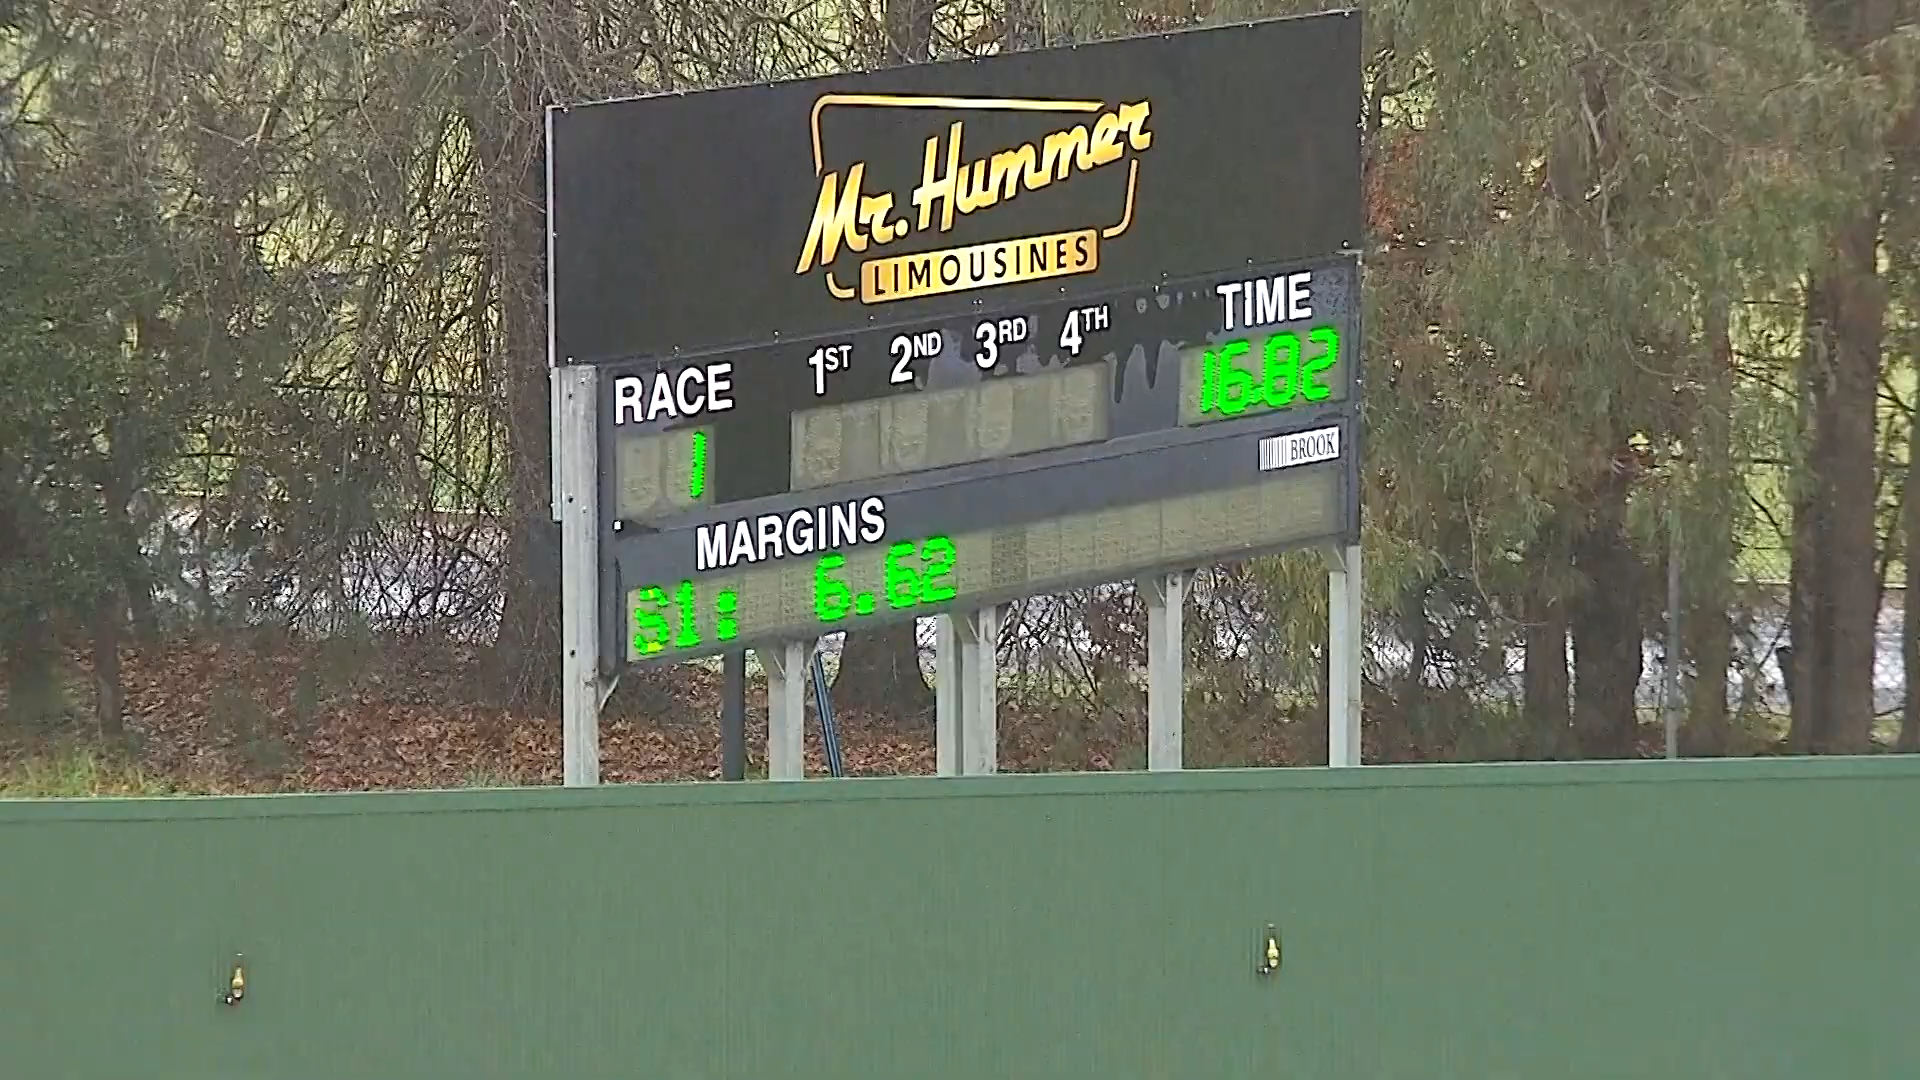 Mr. Hummer
LIMOUSINES
RACE 1ST 2ND 3RD 4TH TIME
1 16.82
BROOK
MARGINS
S1: 6.62